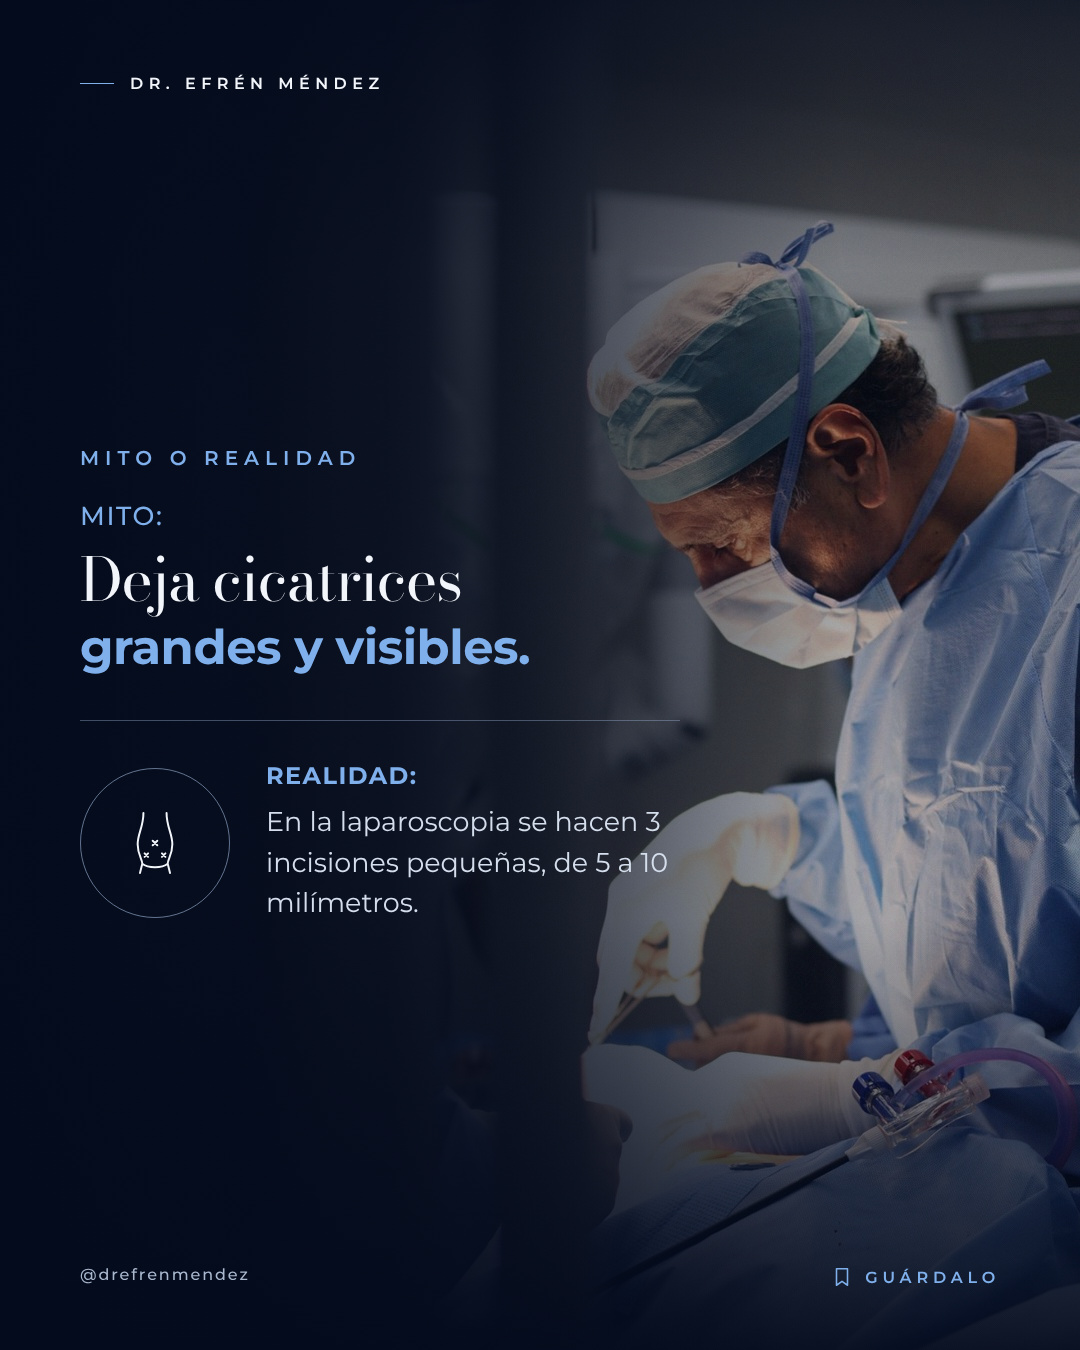 DR. EFRÉN MÉNDEZ
MITO O REALIDAD
MITO:
Deja cicatrices
grandes y visibles.
REALIDAD:
En la laparoscopia se hacen 3
incisiones pequeñas, de 5 a 10
milímetros.
@drefrenmendez
GUÁRDALO